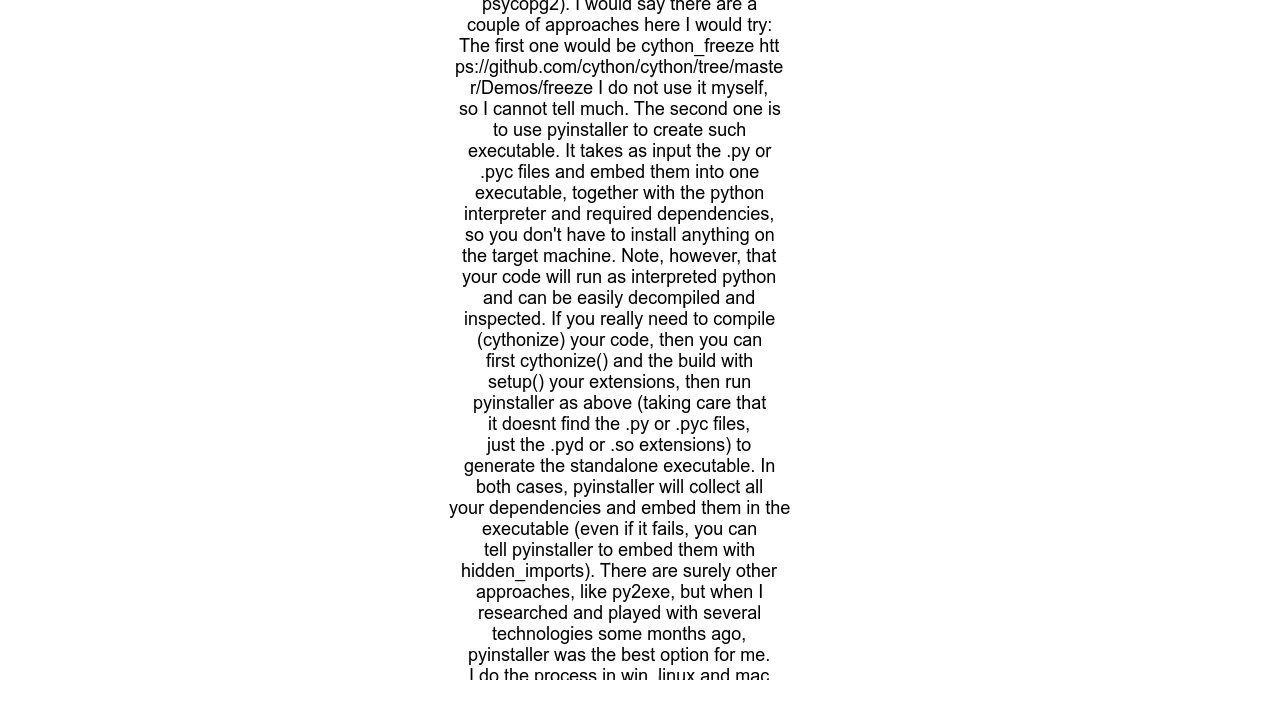 psycopg2). I would say there are a
couple of approaches here I would try:
The first one would be cython_freeze htt
ps://github.com/cython/cython/tree/maste
r/Demos/freeze I do not use it myself,
so I cannot tell much. The second one is
to use pyinstaller to create such
executable. It takes as input the .py or
.pyc files and embed them into one
executable, together with the python
interpreter and required dependencies,
so you don't have to install anything on
the target machine. Note, however, that
your code will run as interpreted python
and can be easily decompiled and
inspected. If you really need to compile
(cythonize) your code, then you can
first cythonize() and the build with
setup() your extensions, then run
pyinstaller as above (taking care that
it doesnt find the .py or .pyc files,
just the .pyd or .so extensions) to
generate the standalone executable. In
both cases, pyinstaller will collect all
your dependencies and embed them in the
executable (even if it fails, you can
tell pyinstaller to embed them with
hidden_imports). There are surely other
approaches, like py2exe, but when I
researched and played with several
technologies some months ago,
pyinstaller was the best option for me.
I do the process in win, linux and mac